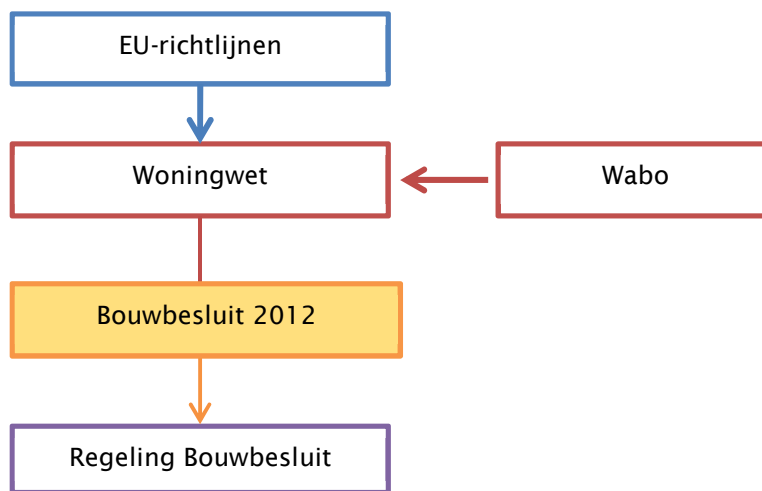 EU-richtlijnen
Woningwet
Wabo
Bouwbesluit 2012
Regeling Bouwbesluit